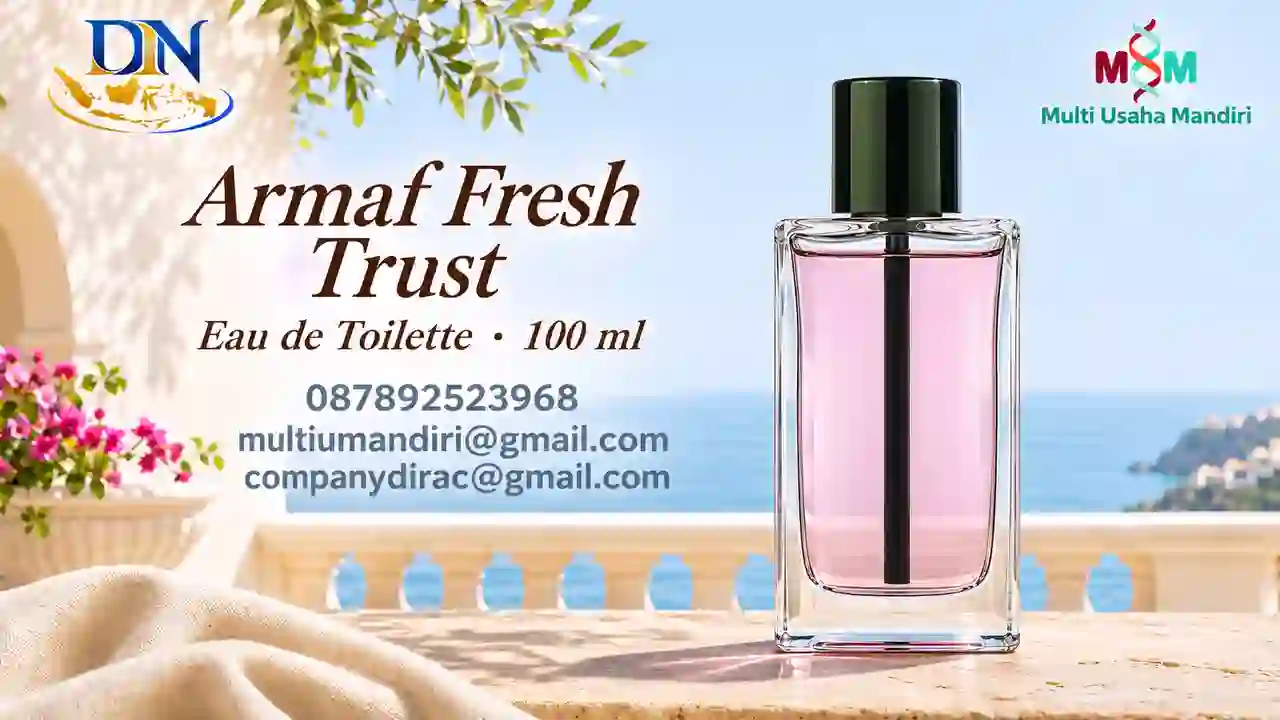 DN
MM
Multi Usaha Mandiri
Armaf Fresh
Trust
Eau de Toilette • 100 ml
087892523968
multiumandiri@gmail.com
companydirac@gmail.com